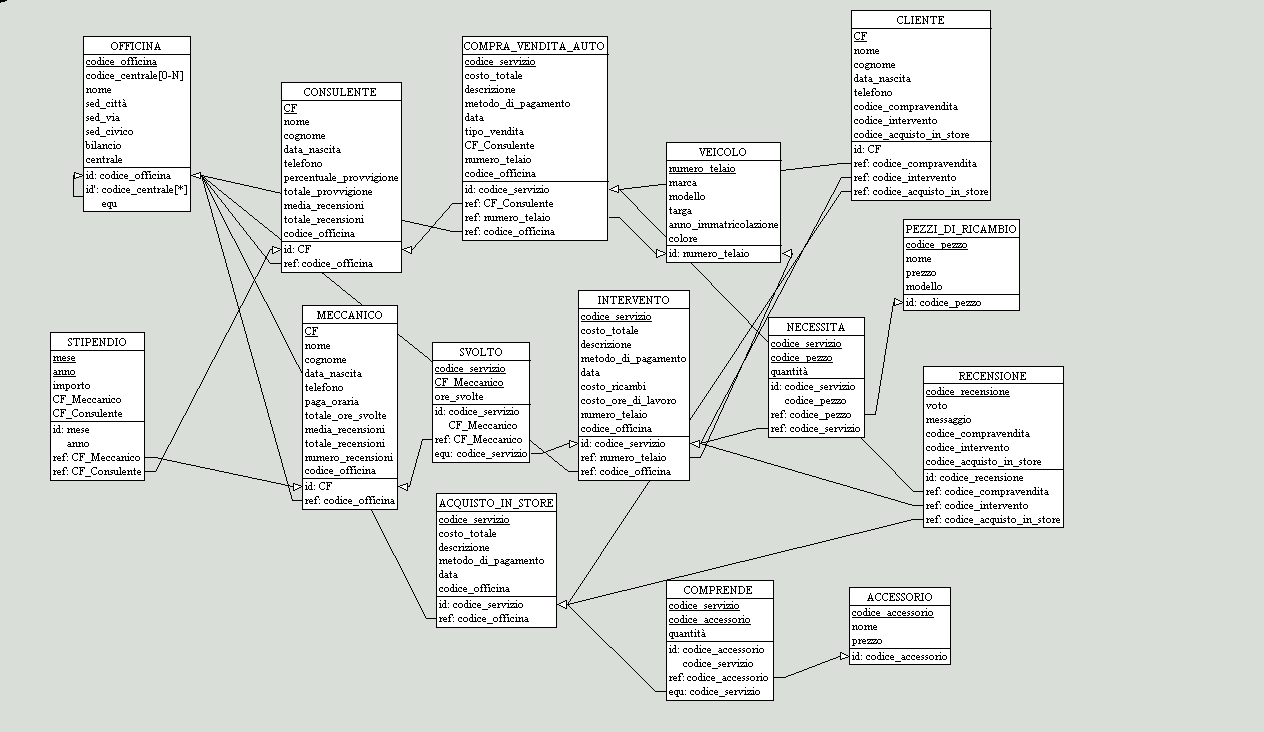 OFFICINA
codice_officina
codice_centrale[0-N]
nome
sed_città
sed_via
sed_civico
bilancio
centrale
id: codice_officina
id': codice_centrale[*]
equ
CONSULENTE
CF
nome
cognome
data_nascita
telefono
percentuale_provvigione
totale_provvigione
media_recensioni
totale_recensioni
codice_officina
id: CF
ref: codice_officina
COMPRA_VENDITA_AUTO
codice_servizio
costo_totale
descrizione
metodo_di_pagamento
data
tipo_vendita
CF_Consulente
numero_telaio
codice_officina
id: codice_servizio
ref: CF_Consulente
ref: numero_telaio
ref: codice_officina
VEICOLO
numero_telaio
marca
modello
targa
anno_immatricolazione
colore
id: numero_telaio
CLIENTE
CF
nome
cognome
data_nascita
telefono
codice_compravendita
codice_intervento
codice_acquisto_in_store
id: CF
ref: codice_compravendita
ref: codice_intervento
ref: codice_acquisto_in_store
PEZZI_DI_RICAMBIO
codice_pezzo
nome
prezzo
modello
id: codice_pezzo
STIPENDIO
mese
anno
importo
CF_Meccanico
CF_Consulente
id: mese
anno
ref: CF_Meccanico
ref: CF_Consulente
MECCANICO
CF
nome
cognome
data_nascita
telefono
paga_oraria
totale_ore_svolte
media_recensioni
totale_recensioni
numero_recensioni
codice_officina
id: CF
ref: codice_officina
SVOLTO
codice_servizio
CF_Meccanico
ore_svolte
id: codice_servizio
CF_Meccanico
ref: CF_Meccanico
equ: codice_servizio
INTERVENTO
codice_servizio
costo_totale
descrizione
metodo_di_pagamento
data
costo_ricambi
costo_ore_di_lavoro
numero_telaio
codice_officina
id: codice_servizio
ref: numero_telaio
ref: codice_officina
NECESSITA
codice_servizio
codice_pezzo
quantità
id: codice_servizio
codice_pezzo
ref: codice_pezzo
ref: codice_servizio
RECENSIONE
codice_recensione
voto
messaggio
codice_compravendita
codice_intervento
codice_acquisto_in_store
id: codice_recensione
ref: codice_compravendita
ref: codice_intervento
ref: codice_acquisto_in_store
ACQUISTO_IN_STORE
codice_servizio
costo_totale
descrizione
metodo_di_pagamento
data
codice_officina
id: codice_servizio
ref: codice_officina
COMPRENDE
codice_servizio
codice_accessorio
quantità
id: codice_accessorio
codice_servizio
ref: codice_accessorio
equ: codice_servizio
ACCESSORIO
codice_accessorio
nome
prezzo
id: codice_accessorio